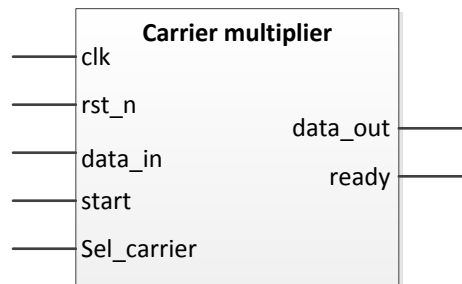 Carrier multiplier
clk
rst_n
data_in
start
Sel_carrier
data_out
ready